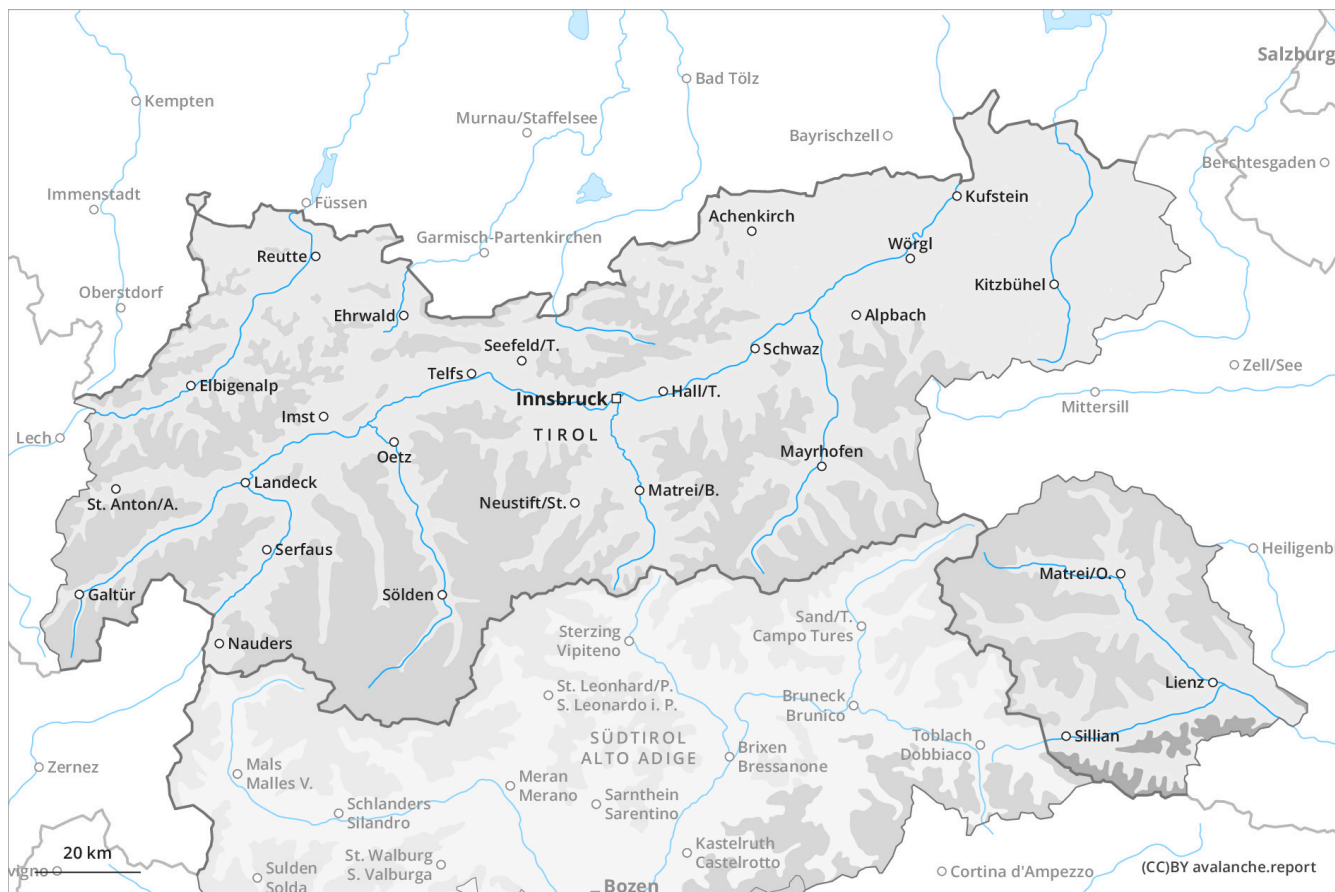 Salzburg
Bad Tölz
Kempten
Murnau/Staffelsee
Bayrischzell
Berchtesgaden
Immenstadt
Füssen
Kufstein
Achenkirch
Garmisch-Partenkirchen
Wörgl
Reutte
Kitzbühel
Oberstdorf
Ehrwald
Alpbach
Seefeld/T.
Schwaz
Zell/See
Telfs
Elbigenalp
Hall/T.
Innsbruck
Mittersill
Imst
TIROL
Lech
Oetz
Mayrhofen
Landeck
Matrei/B.
St. Anton/A.
Neustift/St.
Serfaus
Heiligenb
Matrei/O.
Galtür
Sölden
Sand/T.
Campo Tures
Sterzing
Vipiteno
Nauders
Lienz
St. Leonhard/P.
S. Leonardo i. P.
Bruneck
Brunico
Sillian
Toblach
Dobbiaco
SÜDTIROL
ALTO ADIGE
Brixen
Bressanone
Zernez
Mals
Malles V.
Meran
Merano
Schlanders
Silandro
Sarnthein
Sarentino
20 km
Kastelruth
Castelrotto
St. Walburg
S. Valburga
vigno
Sulden
Solda
Cortina d'Ampezzo
(CC)BY avalanche.report
Bozen